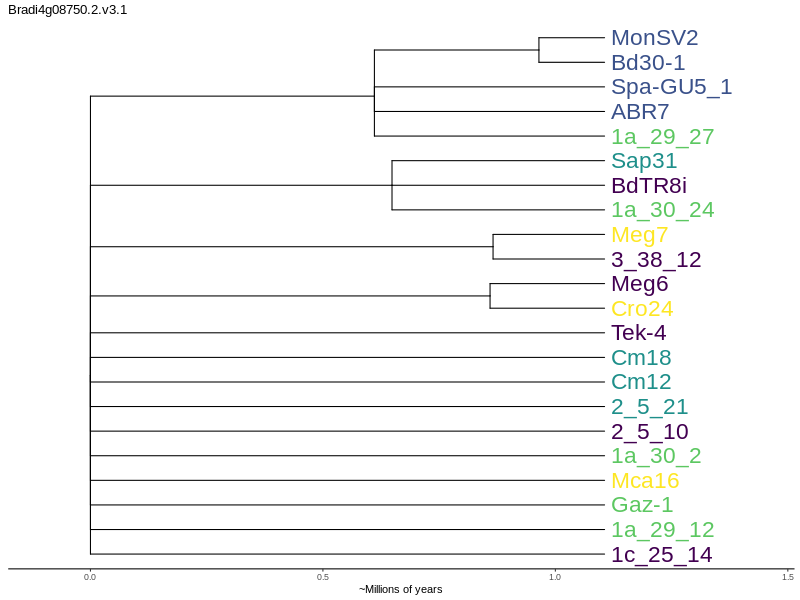 Bradi4g08750.2.v3.1
MonSV2
Bd30-1
Spa-GU5_1
ABR7
1a_29_27
Sap31
BdTR8i
1a_30_24
Meg7
3_38_12
Meg6
Cro24
Tek-4
Cm18
Cm12
2_5_21
2_5_10
1a_30_2
Mca16
Gaz-1
1a_29_12
1c_25_14
0.0 0.5 1.0 1.5
~Millions of years